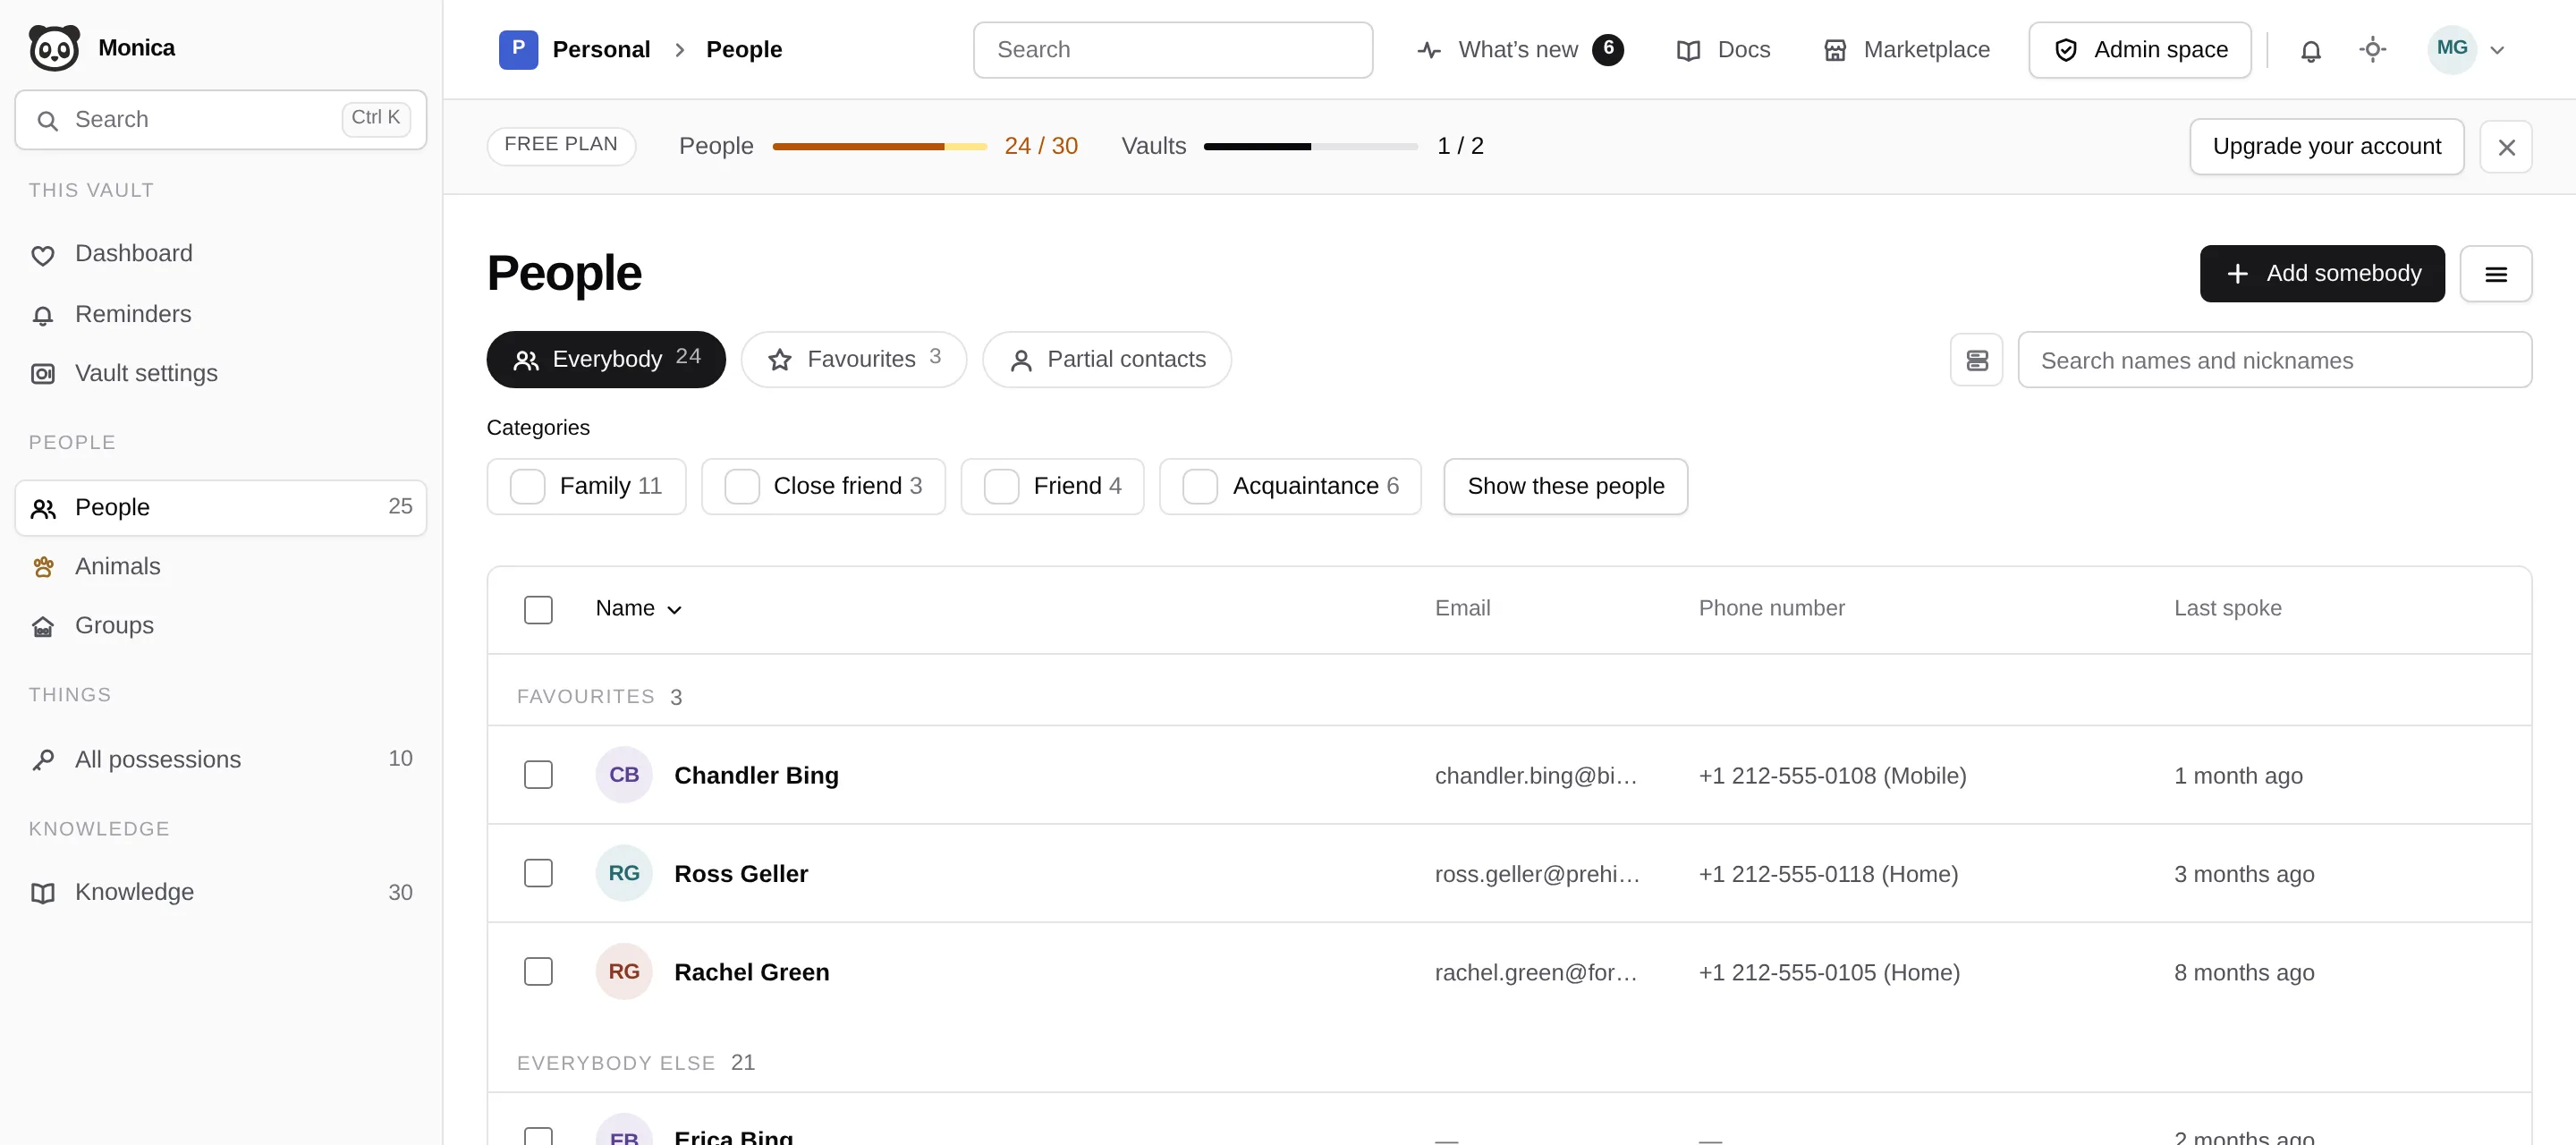 Monica
Search Ctrl K
THIS VAULT
Dashboard
Reminders
Vault settings
PEOPLE
People 25
Animals
Groups
THINGS
All possessions 10
KNOWLEDGE
Knowledge 30
P Personal People
Search
What’s new 6
Docs
Marketplace
Admin space
MG
FREE PLAN People 24 / 30 Vaults 1 / 2
Upgrade your account
People
Add somebody
Everybody 24 Favourites 3 Partial contacts
Search names and nicknames
Categories
Family 11 Close friend 3 Friend 4 Acquaintance 6 Show these people
Name Email Phone number Last spoke
FAVOURITES 3
CB Chandler Bing chandler.bing@bi… +1 212-555-0108 (Mobile) 1 month ago
RG Ross Geller ross.geller@prehi… +1 212-555-0118 (Home) 3 months ago
RG Rachel Green rachel.green@for… +1 212-555-0105 (Home) 8 months ago
EVERYBODY ELSE 21
EB Erica Bing — — 2 months ago